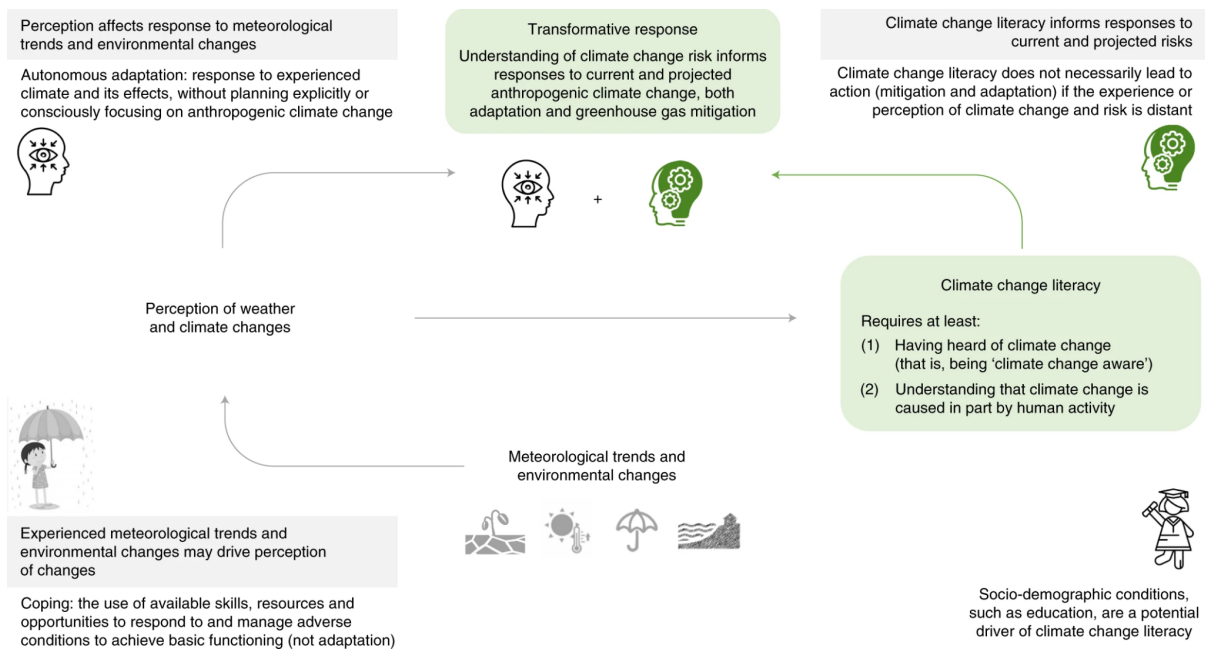 Perception affects response to meteorological
trends and environmental changes
Autonomous adaptation: response to experienced
climate and its effects, without planning explicitly or
consciously focusing on anthropogenic climate change
Transformative response
Understanding of climate change risk informs
responses to current and projected
anthropogenic climate change, both
adaptation and greenhouse gas mitigation
Climate change literacy informs responses to
current and projected risks
Climate change literacy does not necessarily lead to
action (mitigation and adaptation) if the experience or
perception of climate change and risk is distant
+
Perception of weather
and climate changes
Climate change literacy
Requires at least:
(1) Having heard of climate change
(that is, being ‘climate change aware’)
(2) Understanding that climate change is
caused in part by human activity
Meteorological trends and
environmental changes
Experienced meteorological trends and
environmental changes may drive perception
of changes
Coping: the use of available skills, resources and
opportunities to respond to and manage adverse
conditions to achieve basic functioning (not adaptation)
Socio-demographic conditions,
such as education, are a potential
driver of climate change literacy